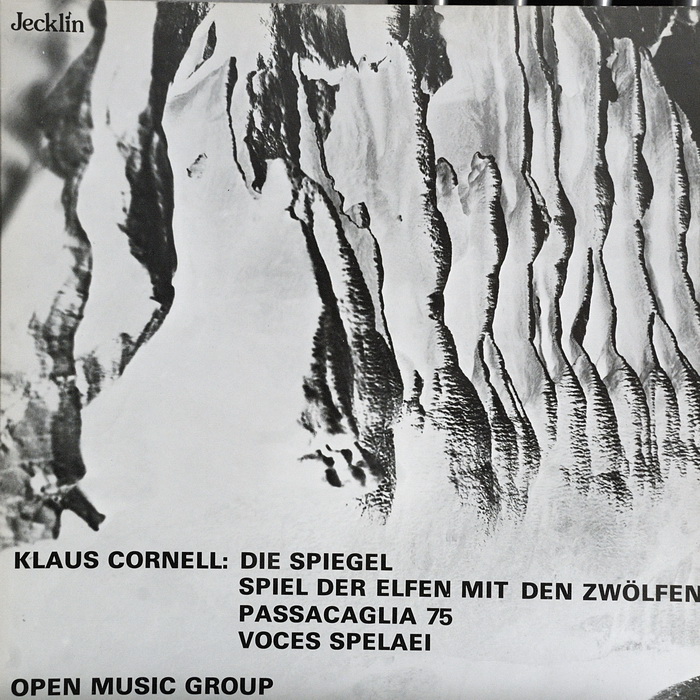 Jecklin
KLAUS CORNELL: DIE SPIEGEL
SPIEL DER ELFEN MIT DEN ZWÖLFEN
PASSACAGLIA 75
VOCES SPELAEI
OPEN MUSIC GROUP